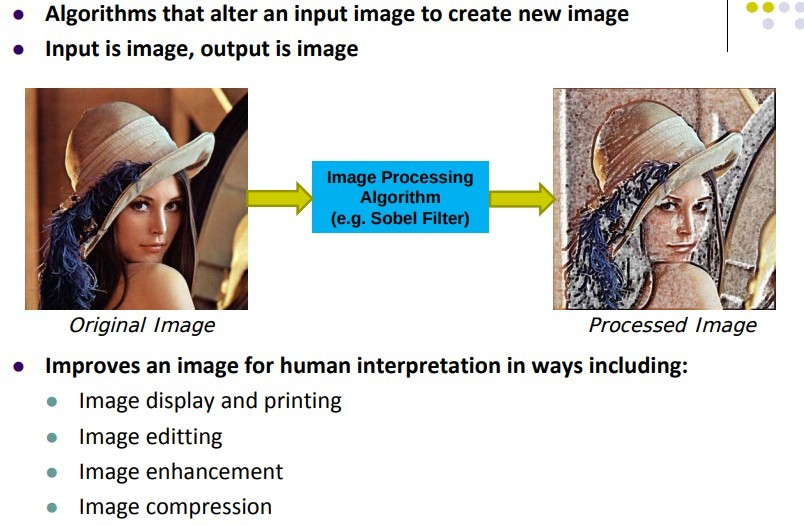 Algorithms that alter an input image to create new image
Input is image, output is image
Image Processing
Algorithm
(e.g. Sobel Filter)
Original Image
Processed Image
Improves an image for human interpretation in ways including:
Image display and printing
Image editting
Image enhancement
Image compression